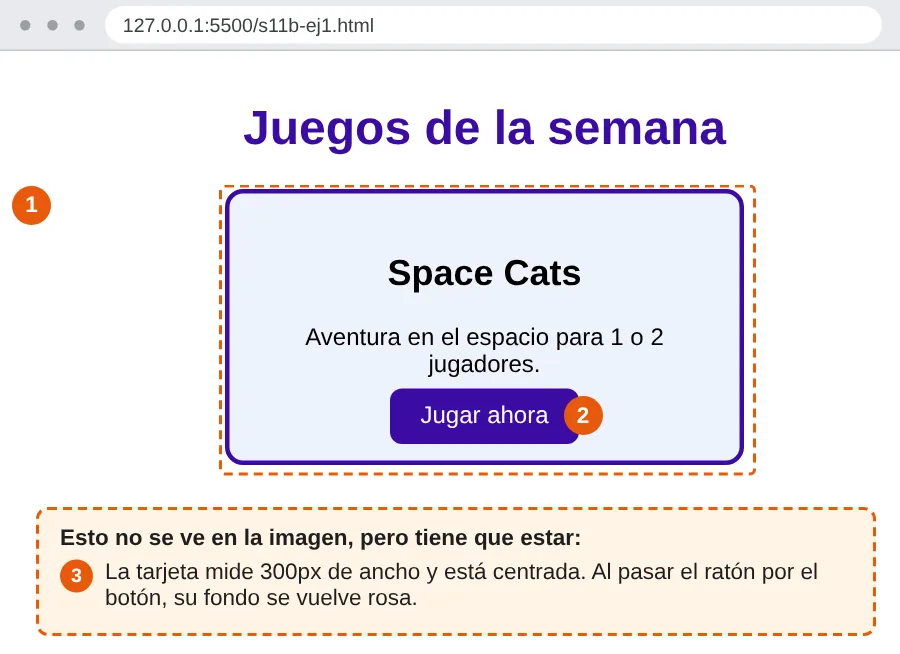 127.0.0.1:5500/s11b-ej1.html
Juegos de la semana
1
Space Cats
Aventura en el espacio para 1 o 2
jugadores.
Jugar ahora
2
Esto no se ve en la imagen, pero tiene que estar:
3
La tarjeta mide 300px de ancho y está centrada. Al pasar el ratón por el
botón, su fondo se vuelve rosa.